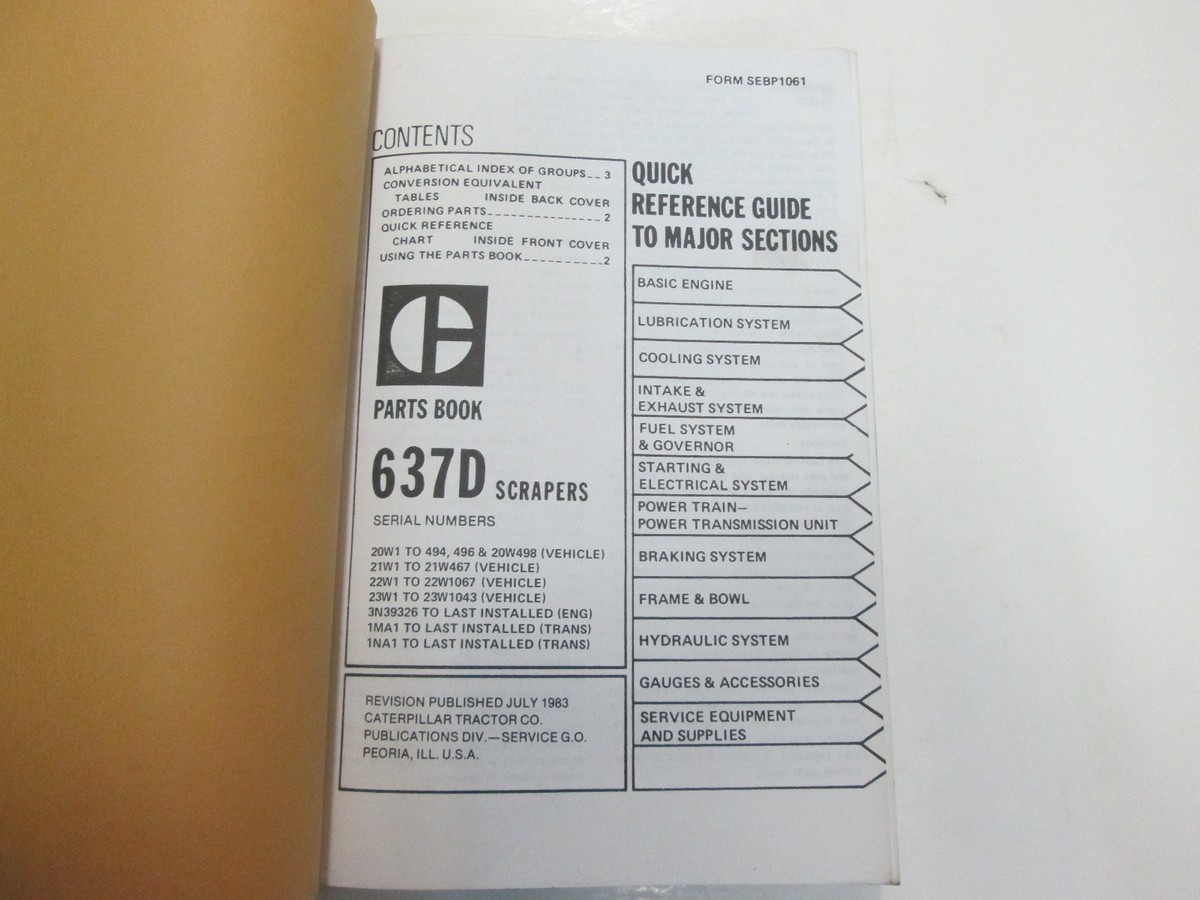 FORM SEBP1061
CONTENTS
ALPHABETICAL INDEX OF GROUPS__ 3
CONVERSION EQUIVALENT
TABLES INSIDE BACK COVER
ORDERING PARTS_______________ 2
QUICK REFERENCE
CHART INSIDE FRONT COVER
USING THE PARTS BOOK__________2
PARTS BOOK
637D SCRAPERS
SERIAL NUMBERS
20W1 TO 494, 496 & 20W498 (VEHICLE)
21W1 TO 21W467 (VEHICLE)
22W1 TO 22W1067 (VEHICLE)
23W1 TO 23W1043 (VEHICLE)
3N39326 TO LAST INSTALLED (ENG)
1MA1 TO LAST INSTALLED (TRANS)
1NA1 TO LAST INSTALLED (TRANS)
REVISION PUBLISHED JULY 1983
CATERPILLAR TRACTOR CO.
PUBLICATIONS DIV.—SERVICE G.O.
PEORIA, ILL. U.S.A.
QUICK
REFERENCE GUIDE
TO MAJOR SECTIONS
BASIC ENGINE
LUBRICATION SYSTEM
COOLING SYSTEM
INTAKE &
EXHAUST SYSTEM
FUEL SYSTEM
& GOVERNOR
STARTING &
ELECTRICAL SYSTEM
POWER TRAIN—
POWER TRANSMISSION UNIT
BRAKING SYSTEM
FRAME & BOWL
HYDRAULIC SYSTEM
GAUGES & ACCESSORIES
SERVICE EQUIPMENT
AND SUPPLIES